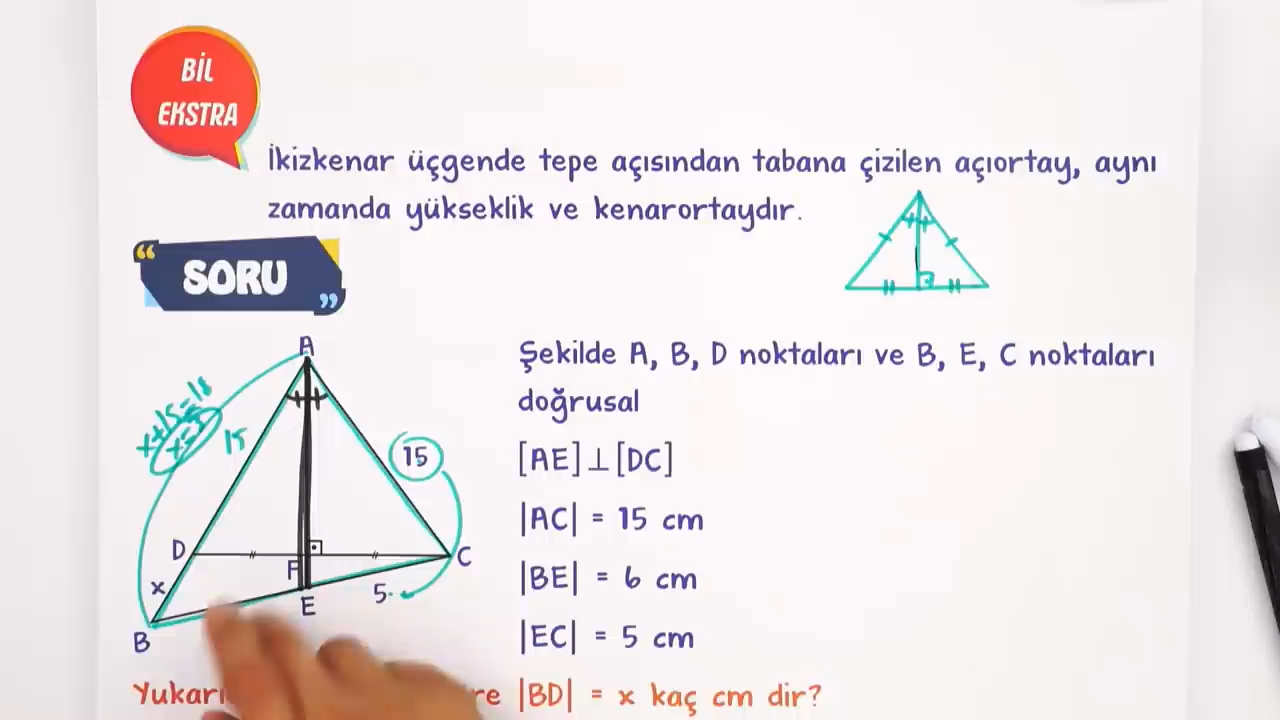 BİL
EKSTRA
İkizkenar üçgende tepe açısından tabana çizilen açıortay, aynı
zamanda yükseklik ve kenarortaydır.
“ SORU ”
A
x+15=18
x=3
15
15
D
F
C
x
E
5
B
Şekilde A, B, D noktaları ve B, E, C noktaları
doğrusal
[AE]⊥[DC]
|AC| = 15 cm
|BE| = 6 cm
|EC| = 5 cm
|BD| = x kaç cm dir?